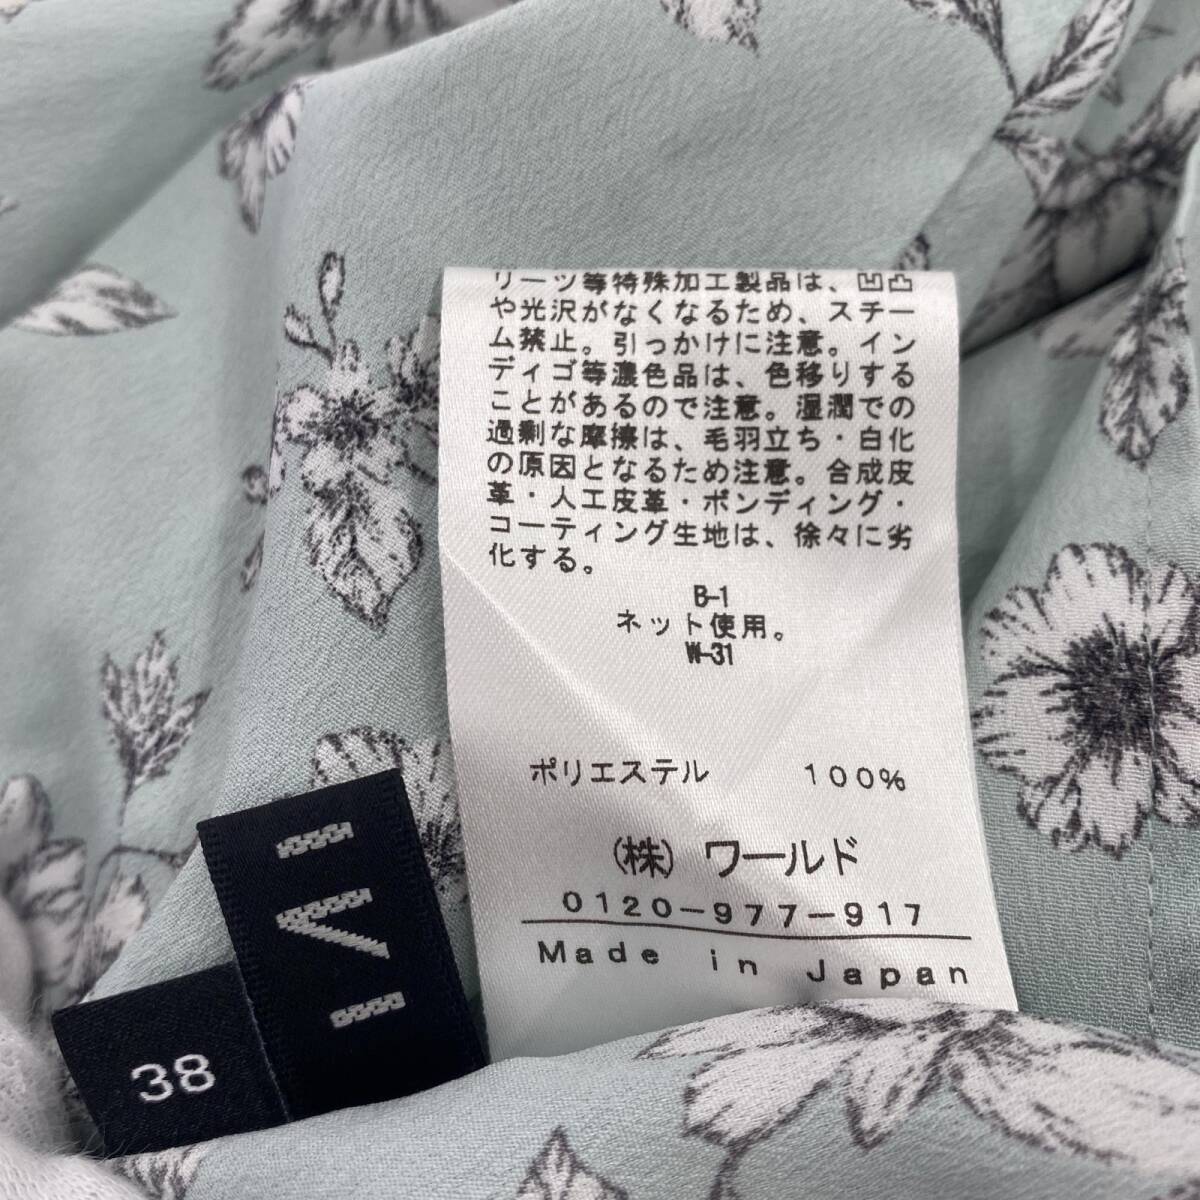 リーツ等特殊加工製品は、凹凸
や光沢がなくなるため、スチー
ム禁止。引っかけに注意。イン
ディゴ等濃色品は、色移りする
ことがあるので注意。湿潤での
過剰な摩擦は、毛羽立ち・白化
の原因となるため注意。合成皮
革・人工皮革・ボンディング・
コーティング生地は、徐々に劣
化する。
B-1
ネット使用。
W-31
ポリエステル 100%
(株) ワールド
0120-977-917
Made in Japan
38